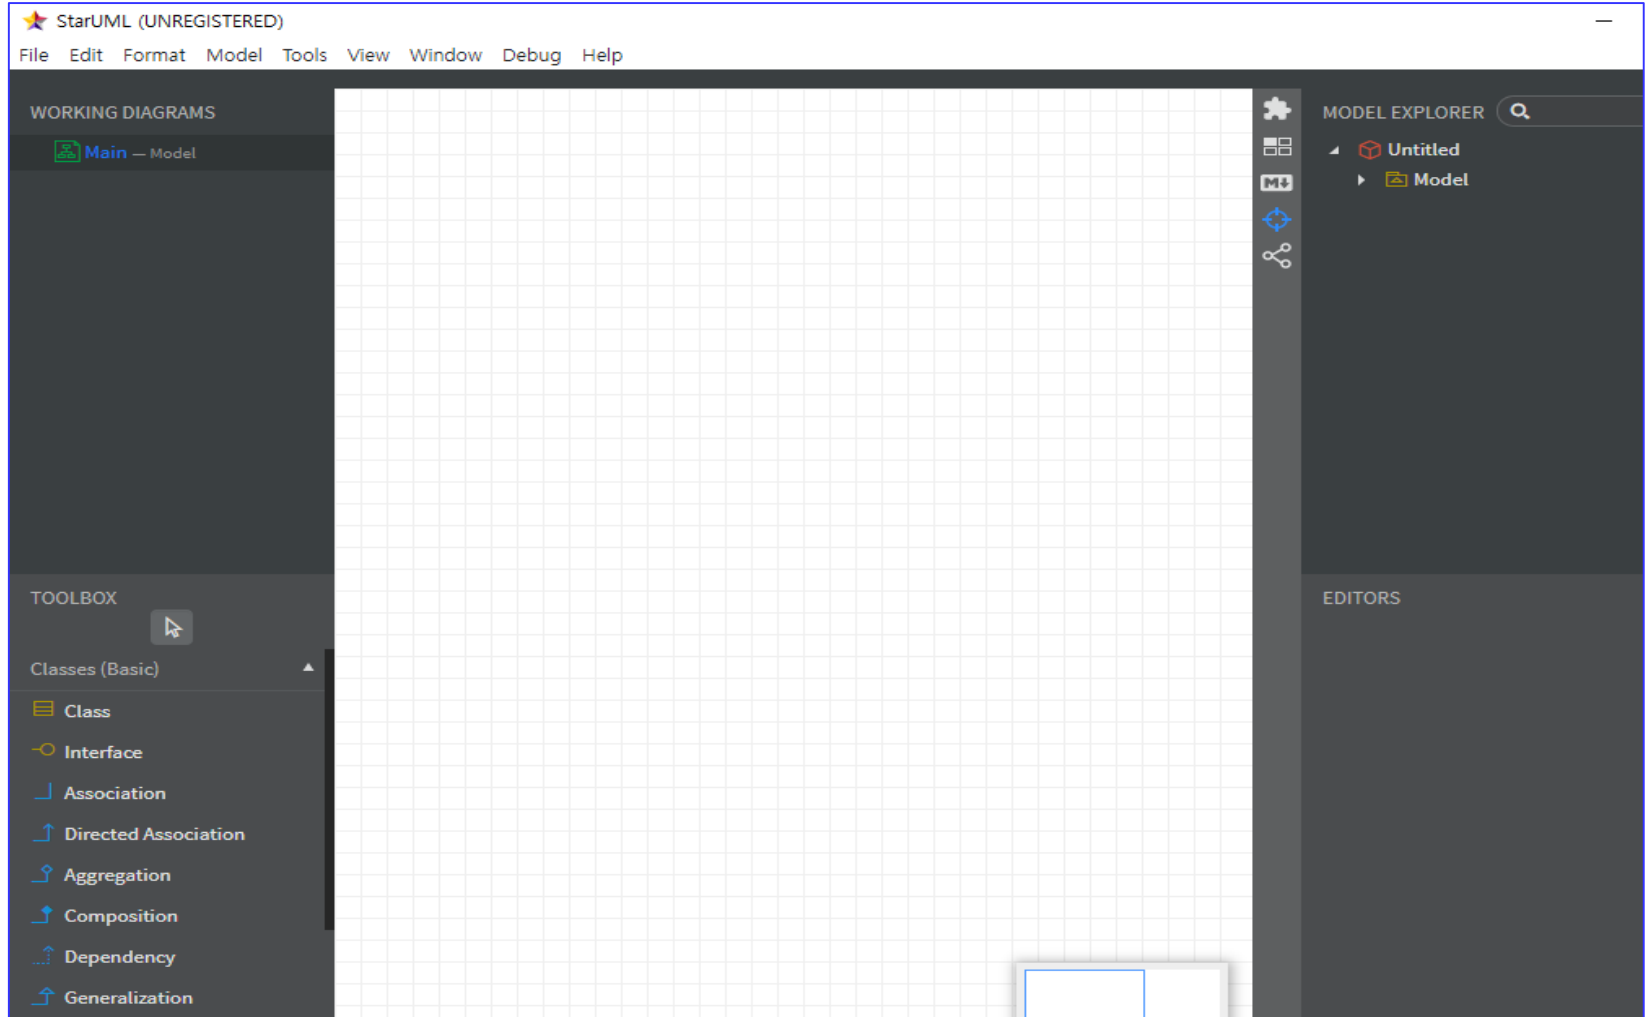 StarUML (UNREGISTERED)
File Edit Format Model Tools View Window Debug Help
WORKING DIAGRAMS
Main — Model
TOOLBOX
Classes (Basic)
Class
Interface
Association
Directed Association
Aggregation
Composition
Dependency
Generalization
M
MODEL EXPLORER
Untitled
Model
EDITORS